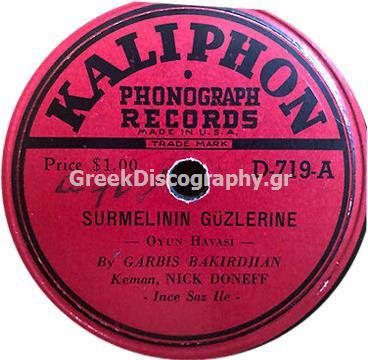 KALIPHON
PHONOGRAPH
RECORDS
MADE IN U.S.A.
TRADE MARK
Price $1.00
D-719-A
GreekDiscography.gr
SURMELININ GÜZLERINE
— OYUN HAVASI —
By GARBIS BAKIRDJIAN
Keman, NICK DONEFF
- Ince Saz Ile -